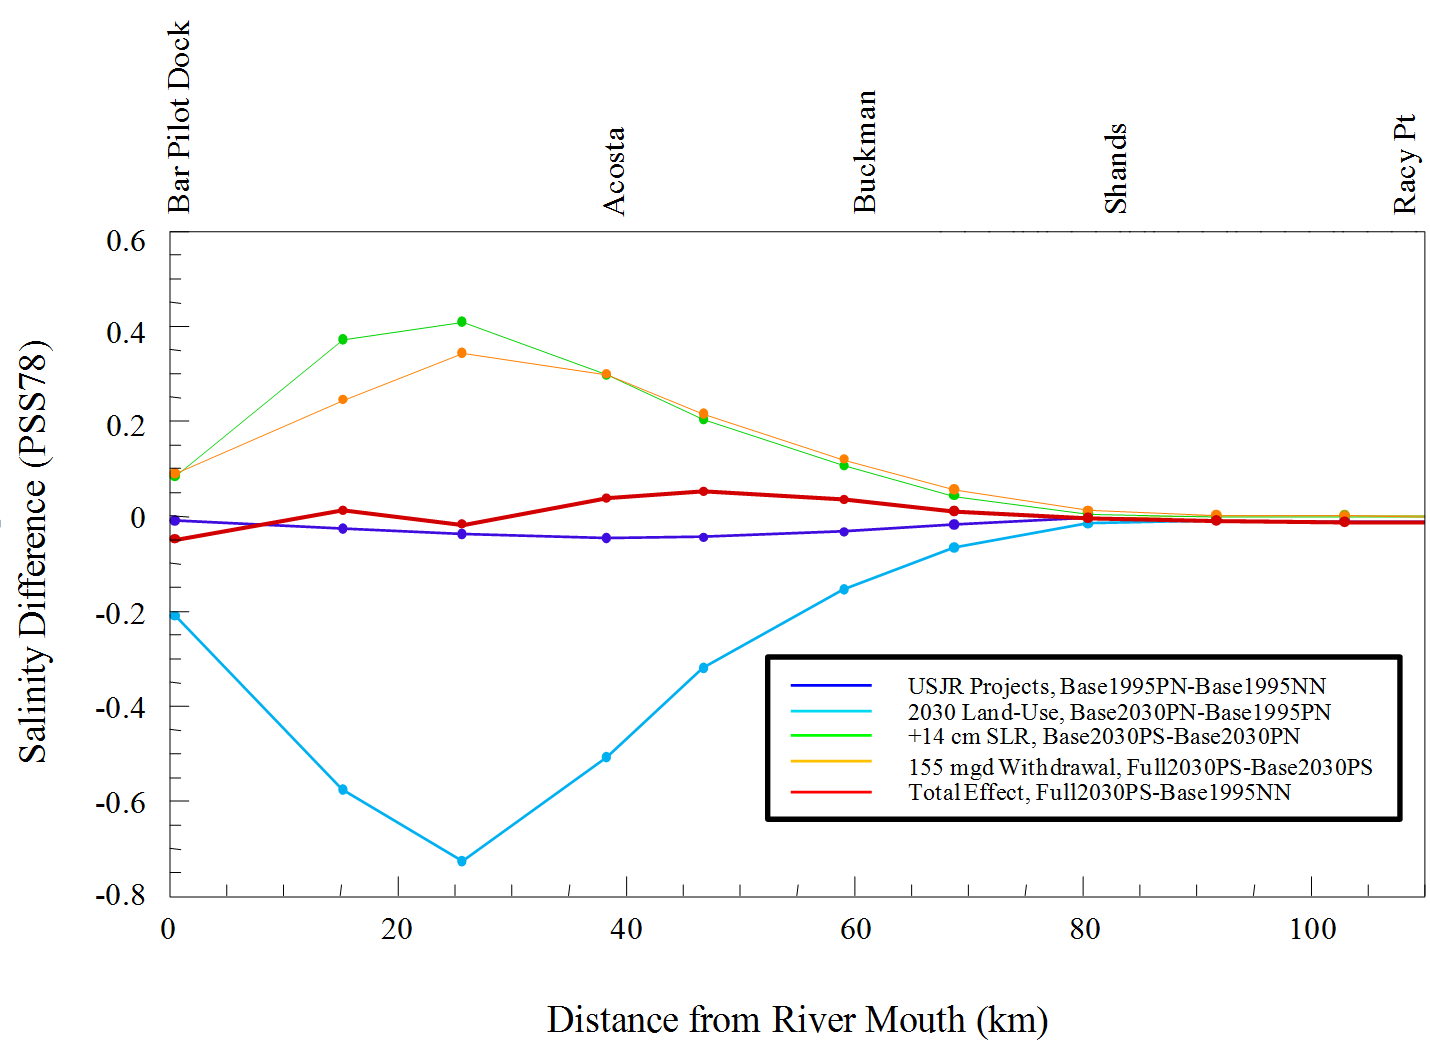 Bar Pilot Dock
Acosta
Buckman
Shands
Racy Pt
Salinity Difference (PSS78)
0.6
0.4
0.2
0
-0.2
-0.4
-0.6
-0.8
USJR Projects, Base1995PN-Base1995NN
2030 Land-Use, Base2030PN-Base1995PN
+14 cm SLR, Base2030PS-Base2030PN
155 mgd Withdrawal, Full2030PS-Base2030PS
Total Effect, Full2030PS-Base1995NN
0 20 40 60 80 100
Distance from River Mouth (km)